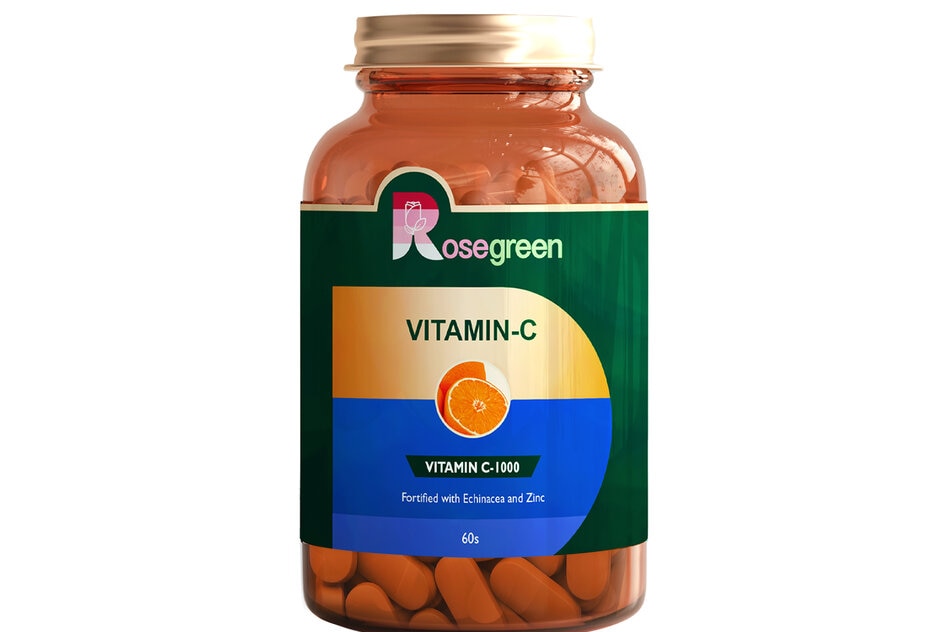 Rosegreen
VITAMIN-C
VITAMIN C-1000
Fortified with Echinacea and Zinc
60s